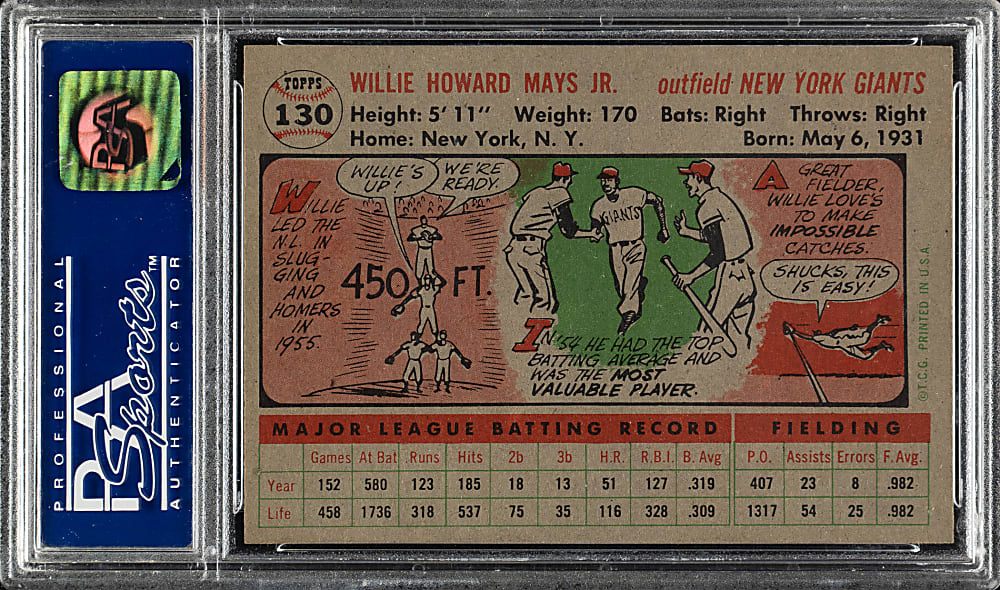 PSA
PROFESSIONAL
PSA
Sports™
AUTHENTICATOR
TOPPS
130
WILLIE HOWARD MAYS JR. outfield NEW YORK GIANTS
Height: 5' 11" Weight: 170 Bats: Right Throws: Right
Home: New York, N. Y. Born: May 6, 1931
WILLIE
LED THE
N.L. IN
SLUG-
GING
AND
HOMERS
IN
1955.
WILLIE'S
UP!
WE'RE
READY.
450 FT.
GIANTS
IN '54 HE HAD THE TOP
BATTING AVERAGE AND
WAS THE MOST
VALUABLE PLAYER.
A GREAT
FIELDER,
WILLIE LOVE'S
TO MAKE
IMPOSSIBLE
CATCHES.
SHUCKS, THIS
IS EASY!
©T.C.G. PRINTED IN U.S.A.
MAJOR LEAGUE BATTING RECORD FIELDING
Games At Bat Runs Hits 2b 3b H.R. R.B.I. B. Avg P.O. Assists Errors F. Avg.
Year 152 580 123 185 18 13 51 127 .319 407 23 8 .982
Life 458 1736 318 537 75 35 116 328 .309 1317 54 25 .982